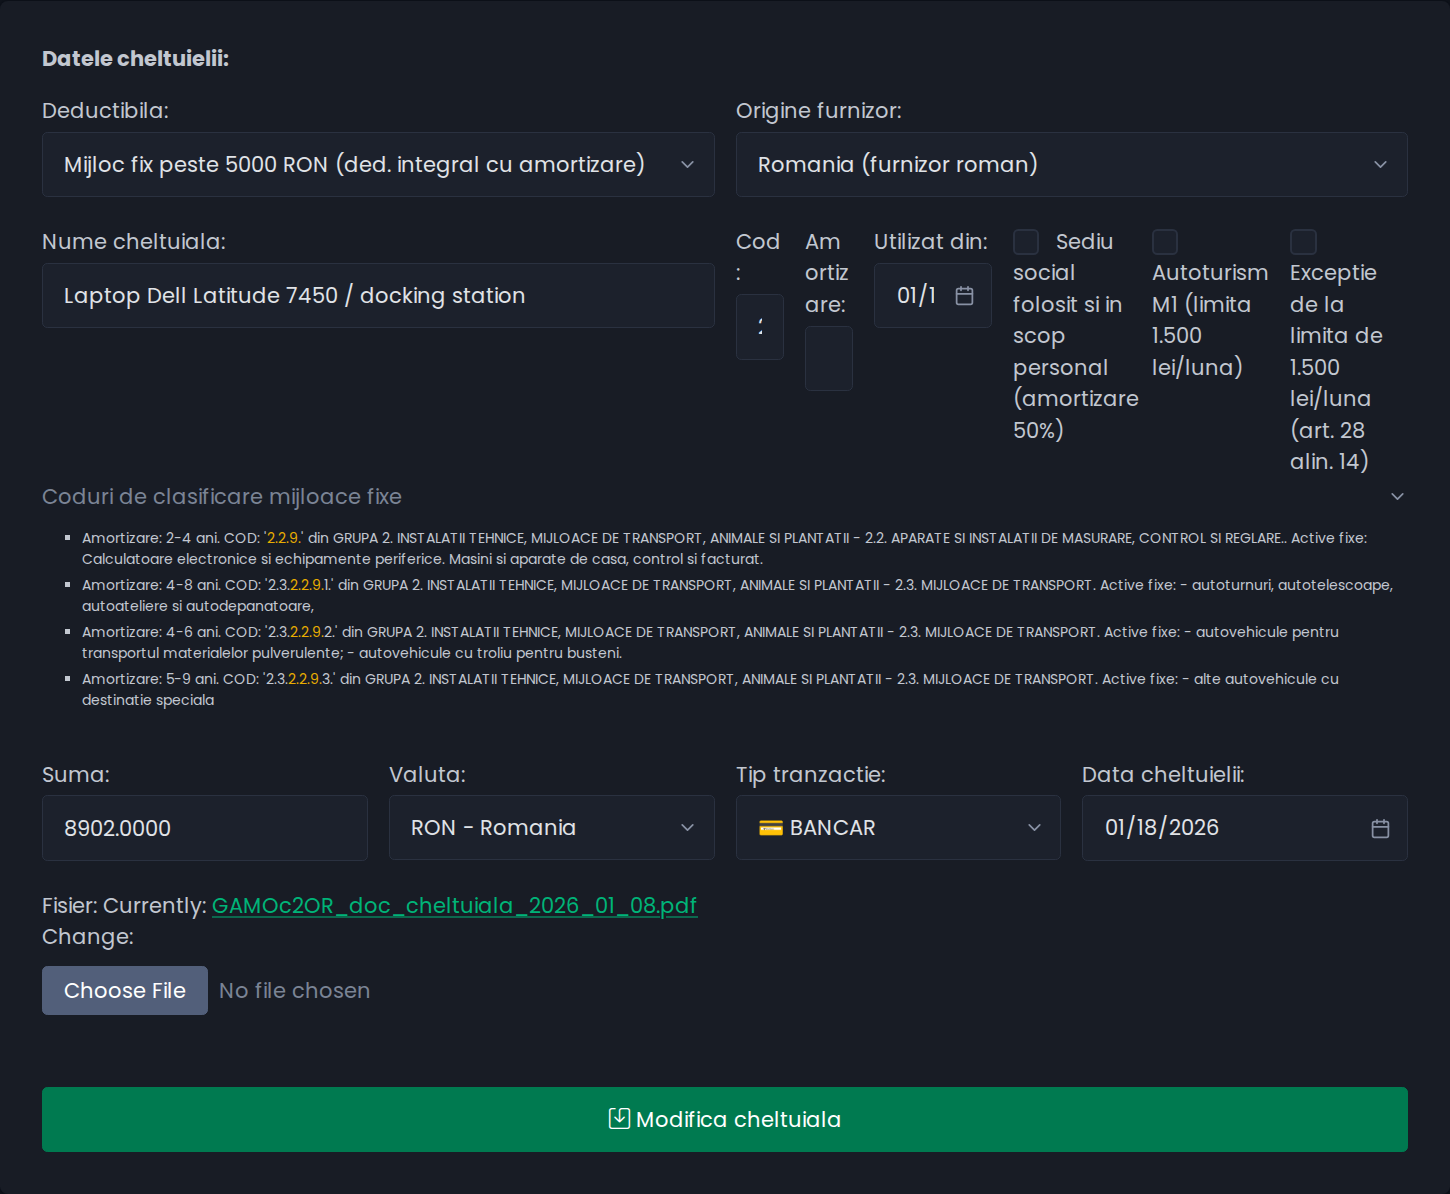 Datele cheltuielii:
Deductibila:
Origine furnizor:
Mijloc fix peste 5000 RON (ded. integral cu amortizare)
Romania (furnizor roman)
Nume cheltuiala:
Laptop Dell Latitude 7450 / docking station
Cod
:
Am
ortiz
are:
Utilizat din:
01/1
Sediu
social
folosit si in
scop
personal
(amortizare
50%)
Autoturism
M1 (limita
1.500
lei/luna)
Exceptie
de la
limita de
1.500
lei/luna
(art. 28
alin. 14)
Coduri de clasificare mijloace fixe
Amortizare: 2-4 ani. COD: '2.2.9.' din GRUPA 2. INSTALATII TEHNICE, MIJLOACE DE TRANSPORT, ANIMALE SI PLANTATII - 2.2. APARATE SI INSTALATII DE MASURARE, CONTROL SI REGLARE.. Active fixe:
Calculatoare electronice si echipamente periferice. Masini si aparate de casa, control si facturat.
Amortizare: 4-8 ani. COD: '2.3.2.2.9.1.' din GRUPA 2. INSTALATII TEHNICE, MIJLOACE DE TRANSPORT, ANIMALE SI PLANTATII - 2.3. MIJLOACE DE TRANSPORT. Active fixe: - autoturnuri, autotelescoape,
autoateliere si autodepanatoare,
Amortizare: 4-6 ani. COD: '2.3.2.2.9.2.' din GRUPA 2. INSTALATII TEHNICE, MIJLOACE DE TRANSPORT, ANIMALE SI PLANTATII - 2.3. MIJLOACE DE TRANSPORT. Active fixe: - autovehicule pentru
transportul materialelor pulverulente; - autovehicule cu troliu pentru busteni.
Amortizare: 5-9 ani. COD: '2.3.2.2.9.3.' din GRUPA 2. INSTALATII TEHNICE, MIJLOACE DE TRANSPORT, ANIMALE SI PLANTATII - 2.3. MIJLOACE DE TRANSPORT. Active fixe: - alte autovehicule cu
destinatie speciala
Suma:
Valuta:
Tip tranzactie:
Data cheltuielii:
8902.0000
RON - Romania
💳 BANCAR
01/18/2026
Fisier: Currently: GAMOc2OR_doc_cheltuiala_2026_01_08.pdf
Change:
Choose File No file chosen
Modifica cheltuiala